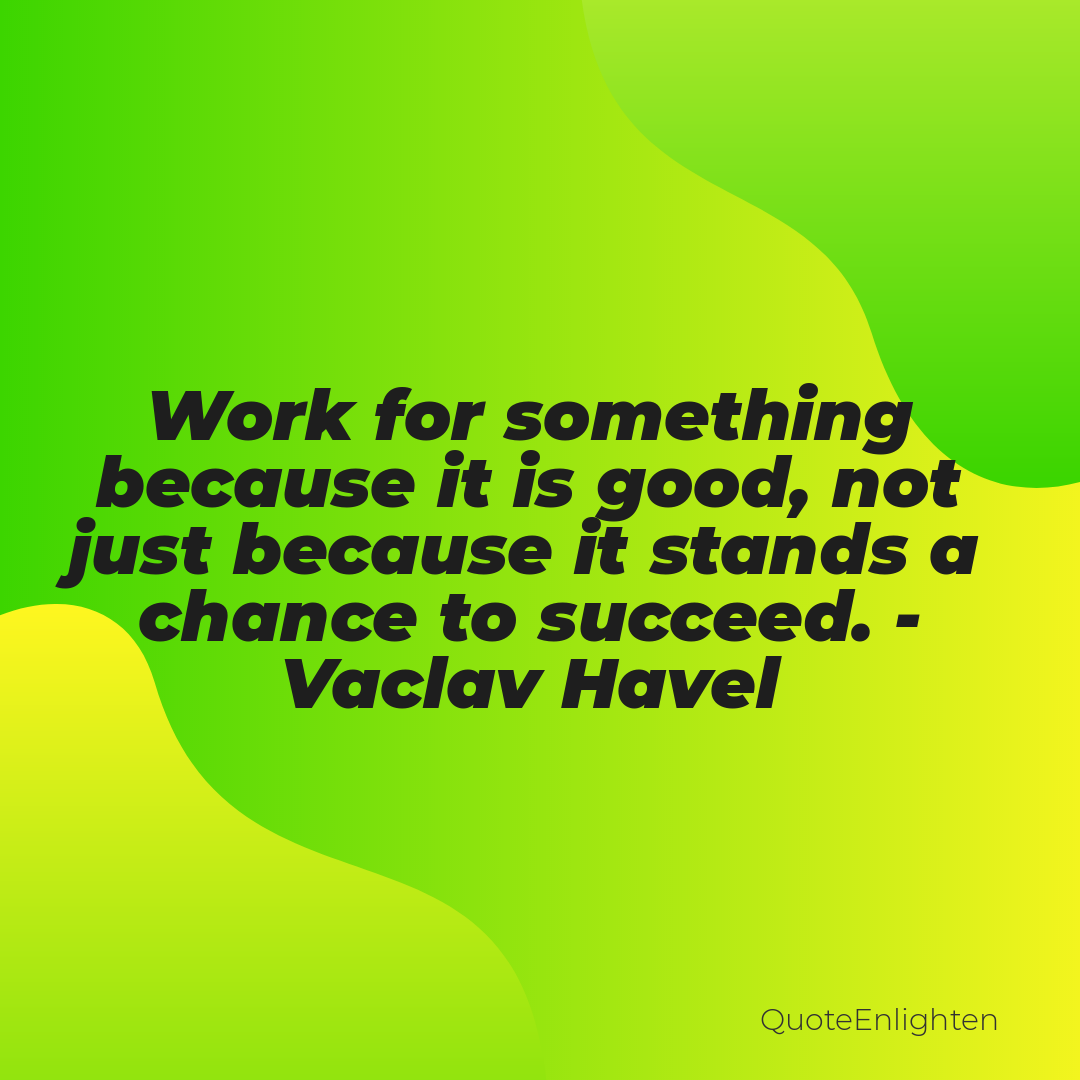 Work for something
because it is good, not
just because it stands a
chance to succeed. -
Vaclav Havel
QuoteEnlighten